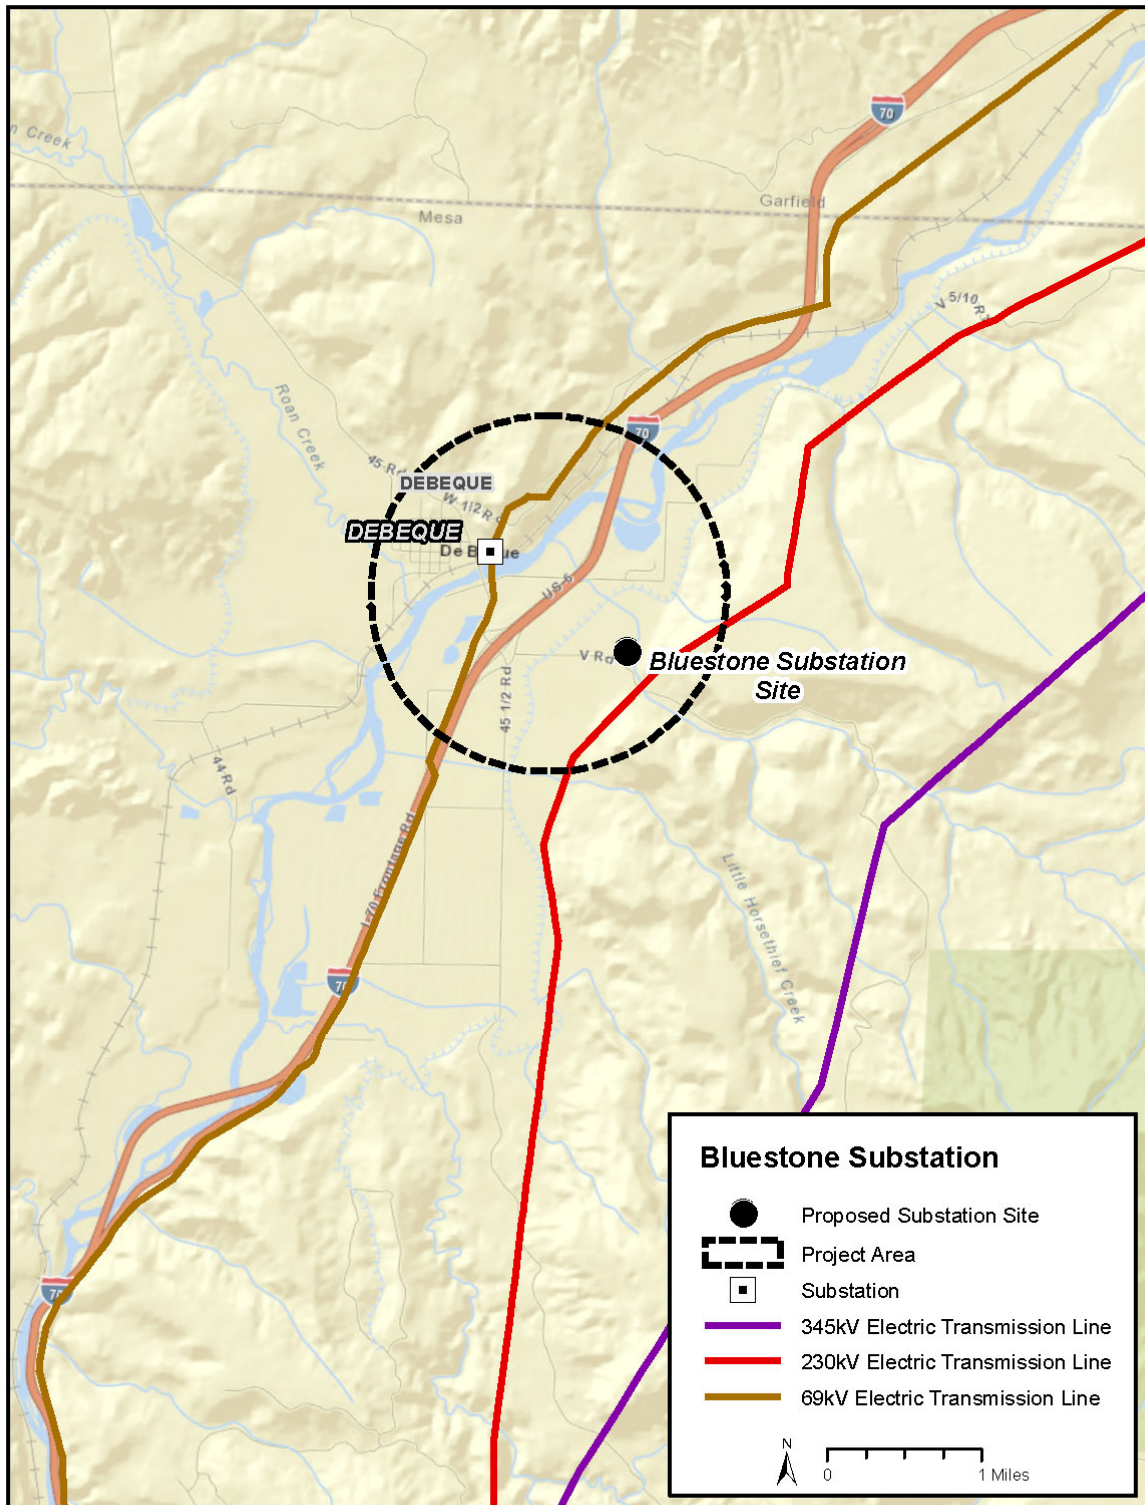 70
n Creek
Garfield
Mesa
V 5/10 Rd
Roan Creek
70
45 Rd
DEBEQUE
W 1/2 Rd
DEBEQUE
US-6
V Rd
Bluestone Substation
Site
45 1/2 Rd
44 Rd
I-70 Frontage Rd
Little Horsethief Creek
70
70
Bluestone Substation
Proposed Substation Site
Project Area
Substation
345kV Electric Transmission Line
230kV Electric Transmission Line
69kV Electric Transmission Line
N
0 1 Miles